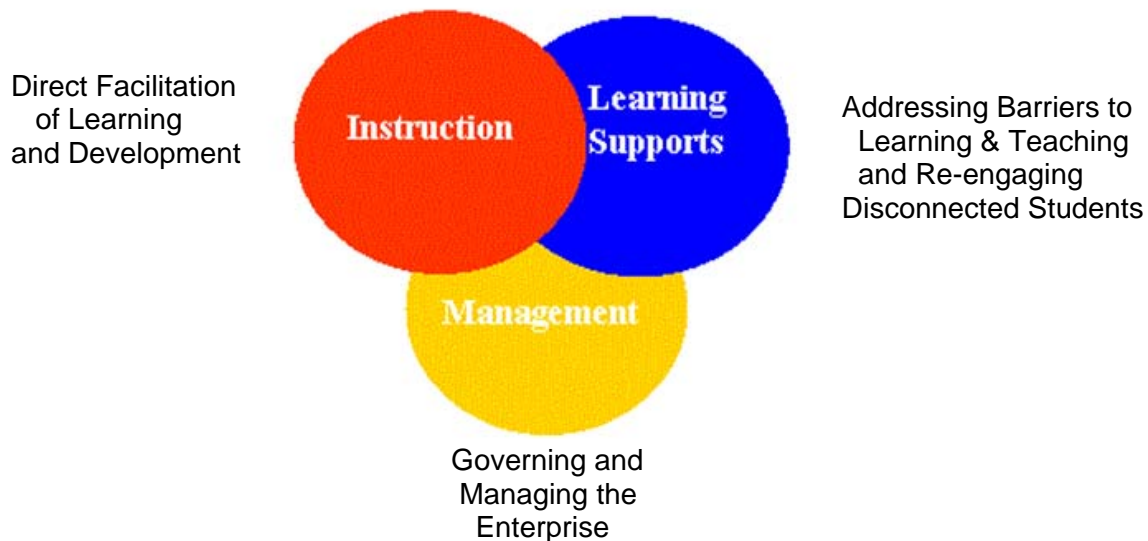 Direct Facilitation
of Learning
and Development
Instruction
Learning
Supports
Addressing Barriers to
Learning & Teaching
and Re-engaging
Disconnected Students
Management
Governing and
Managing the
Enterprise